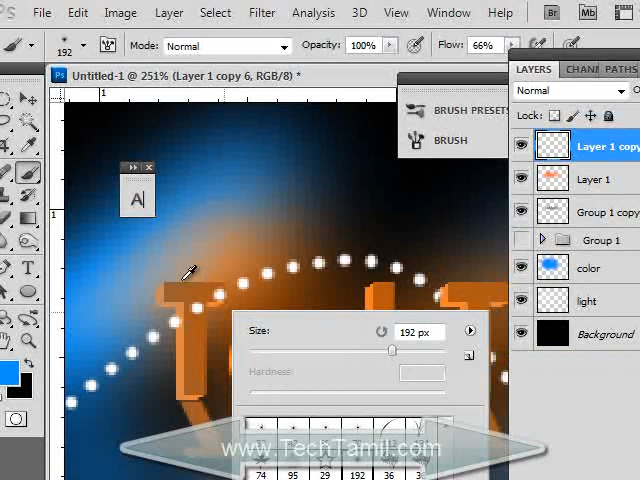 File Edit Image Layer Select Filter Analysis 3D View Window Help
Br Mb
192 Mode: Normal Opacity: 100% Flow: 66%
Ps Untitled-1 @ 251% (Layer 1 copy 6, RGB/8) *
LAYERS CHANN PATHS
1
BRUSH PRESETS
BRUSH
Normal
Lock:
Layer 1 copy
Layer 1
Group 1 copy
Group 1
color
light
Background
A
1
T T
Size: 192 px
Hardness:
www.TechTamil.com
74 95 29 192 36